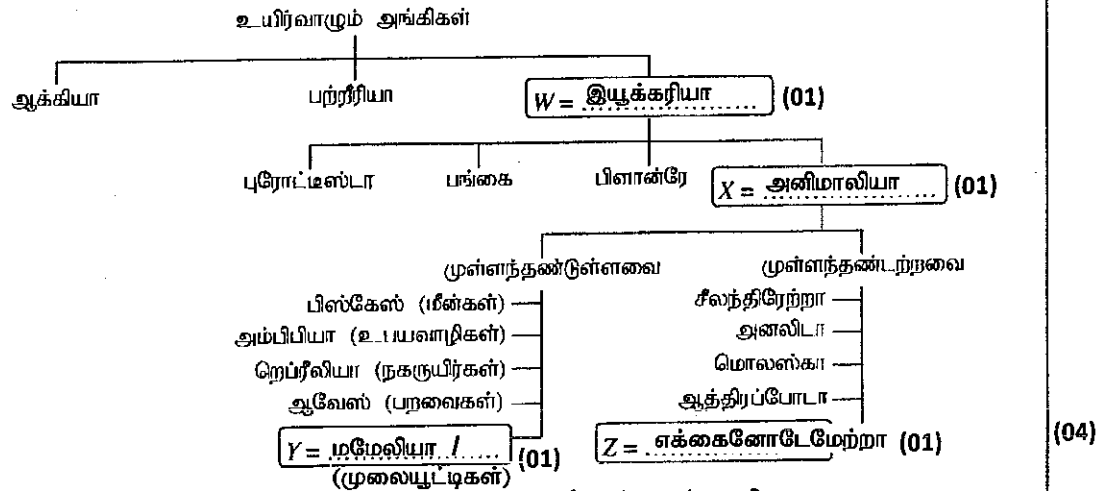 உயிர்வாழும் அங்கிகள்
ஆக்கியா பற்றீரியா W = இயூக்கரியா (01)
புரோட்டீஸ்டா பங்கை பிளான்ரே X = அனிமாலியா (01)
முள்ளந்தண்டுள்ளவை முள்ளந்தண்டற்றவை
பிஸ்கேஸ் (மீன்கள்) சீலந்திரேற்றா
அம்பிபியா (உபயவாழிகள்) அனலிடா
றெப்ரீலியா (நகருயிர்கள்) மொலஸ்கா
ஆவேஸ் (பறவைகள்) ஆத்திரப்போடா
Y = மமேலியா / (01) Z = எக்கைனோடேமேற்றா (01) (04)
(முலையூட்டிகள்)